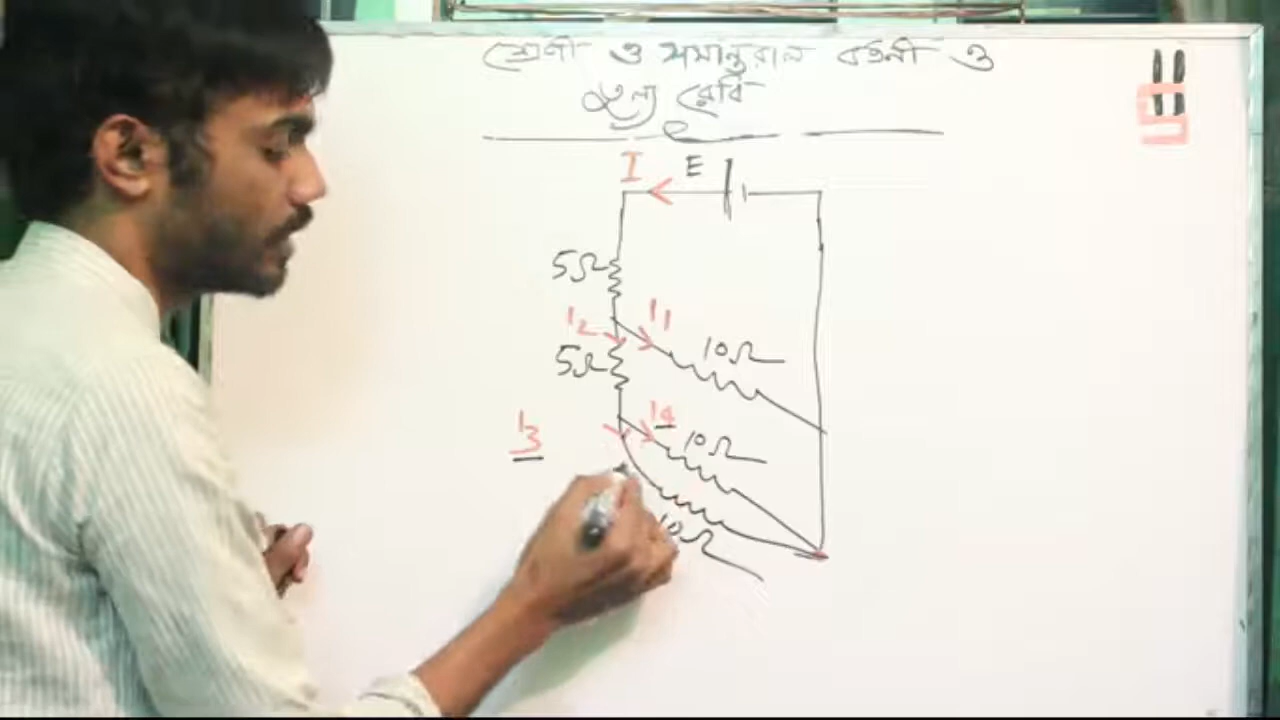 শ্রেণী ও সমান্তরাল বর্তনী ও
তুল্য রোধ
I E
5Ω
I2 I1
5Ω 10Ω
I3 I4 10Ω
10Ω